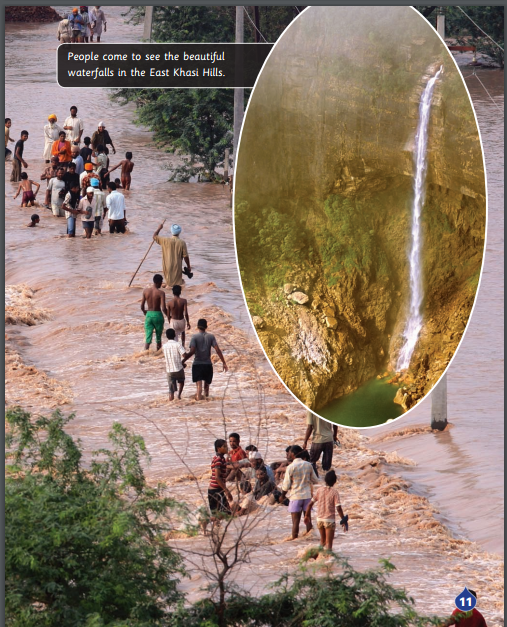 People come to see the beautiful
waterfalls in the East Khasi Hills.
11